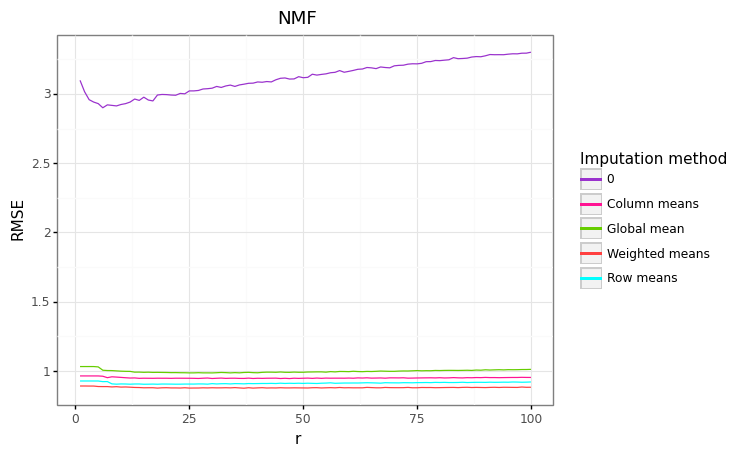 NMF
RMSE
3
2.5
2
1.5
1
0
25
50
75
100
r
Imputation method
0
Column means
Global mean
Weighted means
Row means